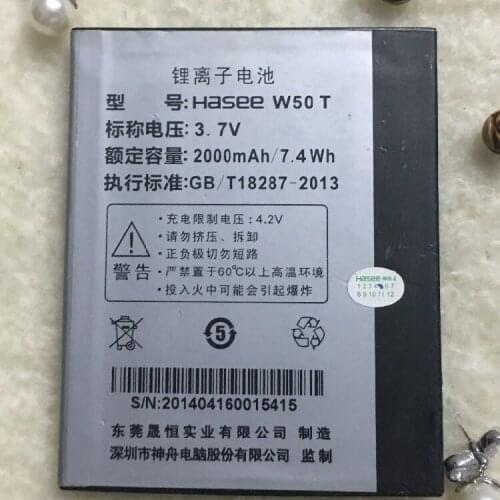 锂离子电池
型 号:Hasee W50 T
标称电压:3.7V
额定容量:2000mAh/7.4Wh
执行标准:GB/T18287-2013
警告
·充电限制电压:4.2V
·请勿挤压、拆卸
·正负极切勿短路
·严禁置于60℃以上高温环境
·投入火中可能会引起爆炸
Hasee
5
S/N:201404160015415
东莞晟恒实业有限公司 制造
深圳市神舟电脑股份有限公司 监制